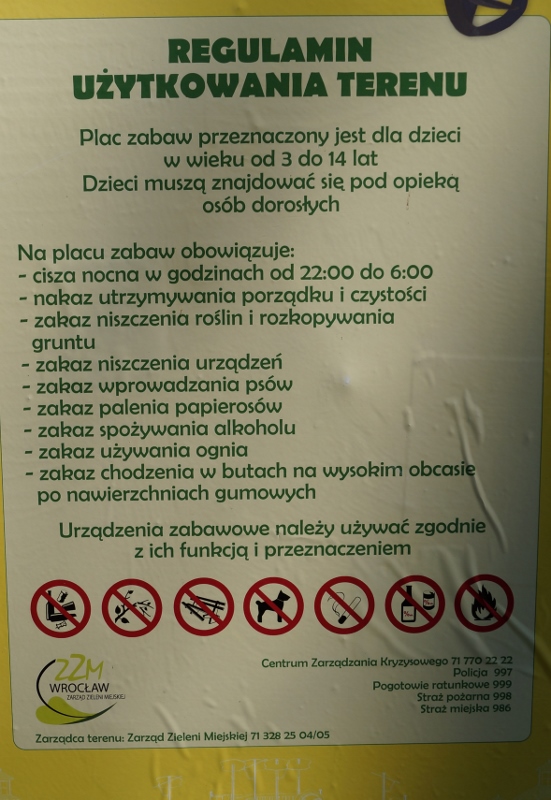 REGULAMIN
UŻYTKOWANIA TERENU
Plac zabaw przeznaczony jest dla dzieci
w wieku od 3 do 14 lat
Dzieci muszą znajdować się pod opieką
osób dorosłych
Na placu zabaw obowiązuje:
- cisza nocna w godzinach od 22:00 do 6:00
- nakaz utrzymywania porządku i czystości
- zakaz niszczenia roślin i rozkopywania
gruntu
- zakaz niszczenia urządzeń
- zakaz wprowadzania psów
- zakaz palenia papierosów
- zakaz spożywania alkoholu
- zakaz używania ognia
- zakaz chodzenia w butach na wysokim obcasie
po nawierzchniach gumowych
Urządzenia zabawowe należy używać zgodnie
z ich funkcją i przeznaczeniem
ZZM
WROCŁAW
ZARZĄD ZIELENI MIEJSKIEJ
Centrum Zarządzania Kryzysowego 71 770 22 22
Policja 997
Pogotowie ratunkowe 999
Straż pożarna 998
Straż miejska 986
Zarządca terenu: Zarząd Zieleni Miejskiej 71 328 25 04/05